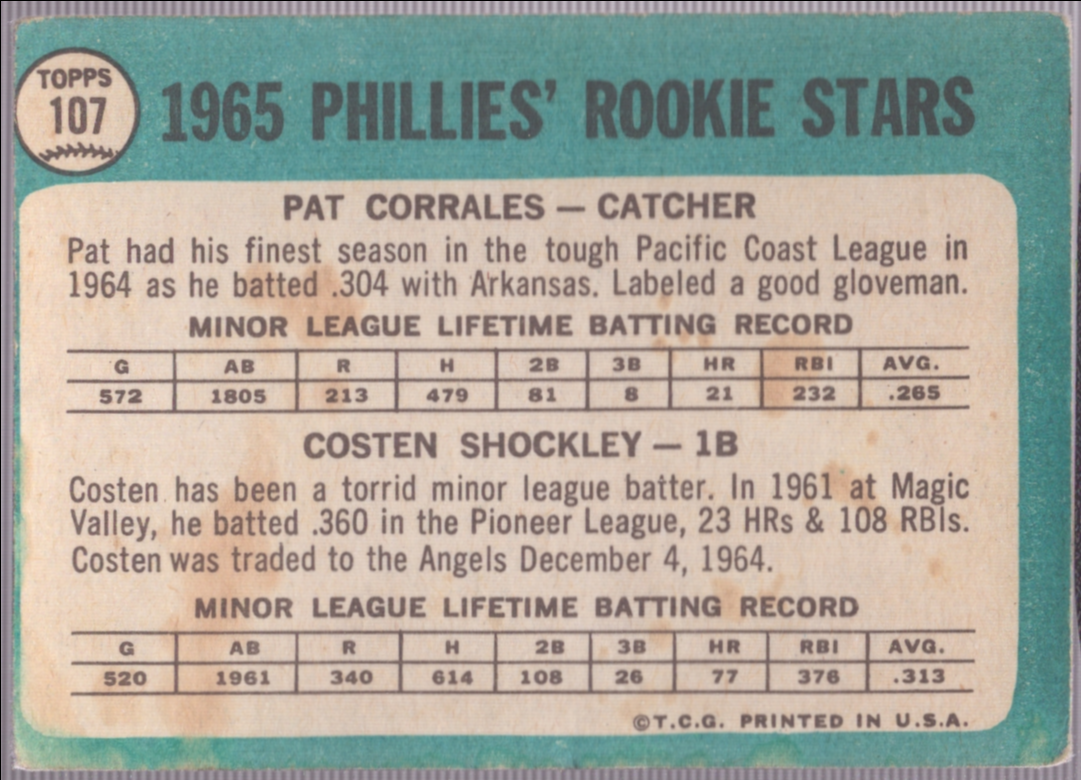 TOPPS
107
1965 PHILLIES' ROOKIE STARS
PAT CORRALES — CATCHER
Pat had his finest season in the tough Pacific Coast League in
1964 as he batted .304 with Arkansas. Labeled a good gloveman.
MINOR LEAGUE LIFETIME BATTING RECORD
G AB R H 2B 3B HR RBI AVG.
572 1805 213 479 81 8 21 232 .265
COSTEN SHOCKLEY — 1B
Costen has been a torrid minor league batter. In 1961 at Magic
Valley, he batted .360 in the Pioneer League, 23 HRs & 108 RBIs.
Costen was traded to the Angels December 4, 1964.
MINOR LEAGUE LIFETIME BATTING RECORD
G AB R H 2B 3B HR RBI AVG.
520 1961 340 614 108 26 77 376 .313
©T.C.G. PRINTED IN U.S.A.